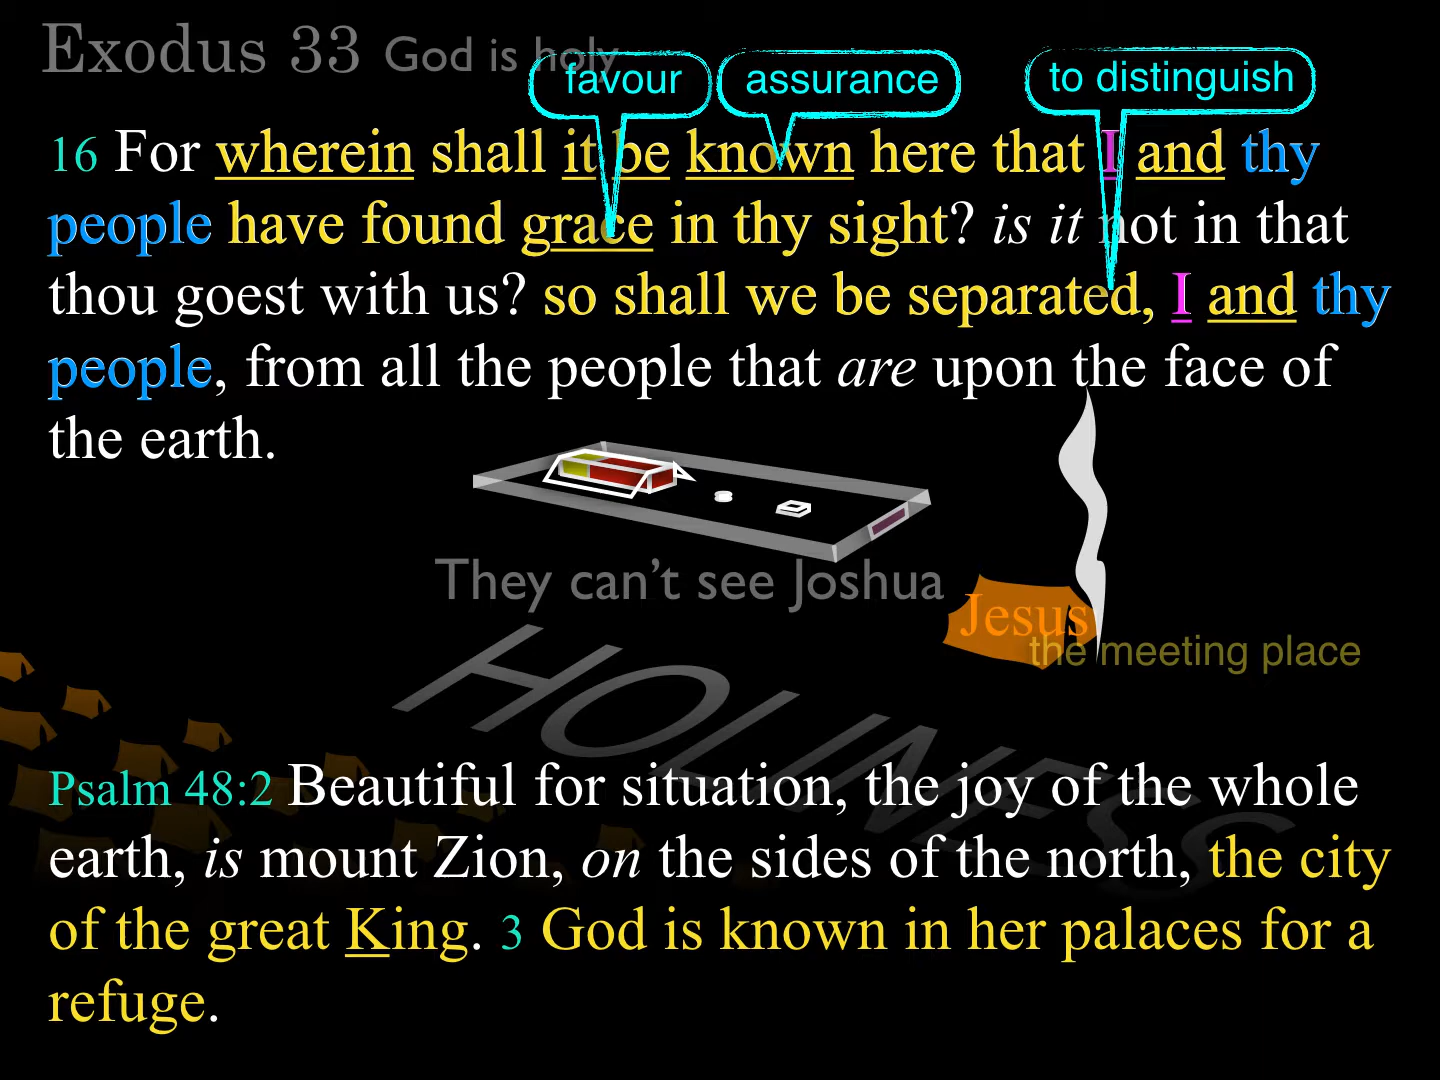 Exodus 33 God is holy
favour assurance to distinguish
16 For wherein shall it be known here that I and thy
people have found grace in thy sight? is it not in that
thou goest with us? so shall we be separated, I and thy
people, from all the people that are upon the face of
the earth.
They can’t see Joshua
Jesus
the meeting place
HOLINESS
Psalm 48:2 Beautiful for situation, the joy of the whole
earth, is mount Zion, on the sides of the north, the city
of the great King. 3 God is known in her palaces for a
refuge.